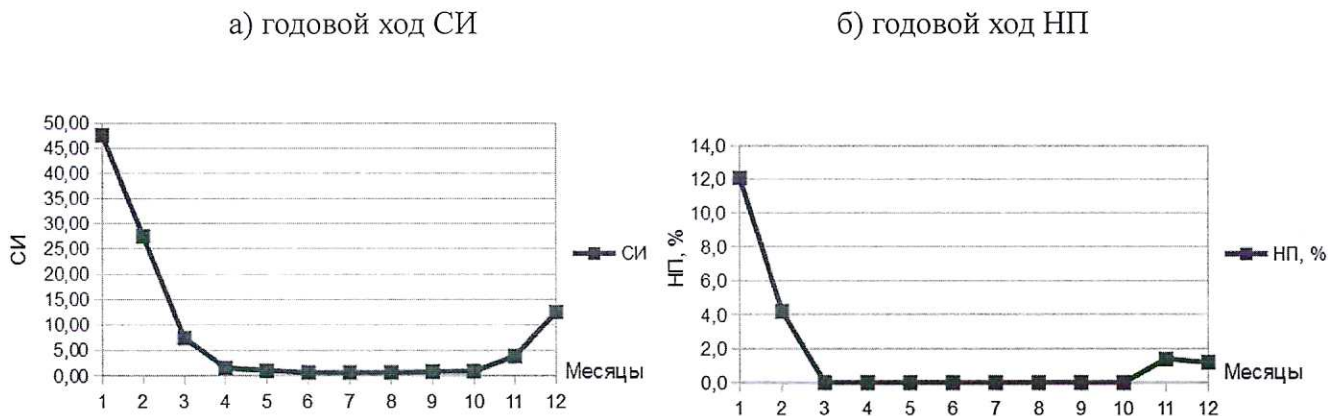 а) годовой ход СИ
б) годовой ход НП
50,00
45,00
40,00
35,00
30,00
25,00
20,00
15,00
10,00
5,00
0,00
СИ
1 2 3 4 5 6 7 8 9 10 11 12
Месяцы
СИ
14,0
12,0
10,0
8,0
6,0
4,0
2,0
0,0
НП, %
1 2 3 4 5 6 7 8 9 10 11 12
Месяцы
НП, %